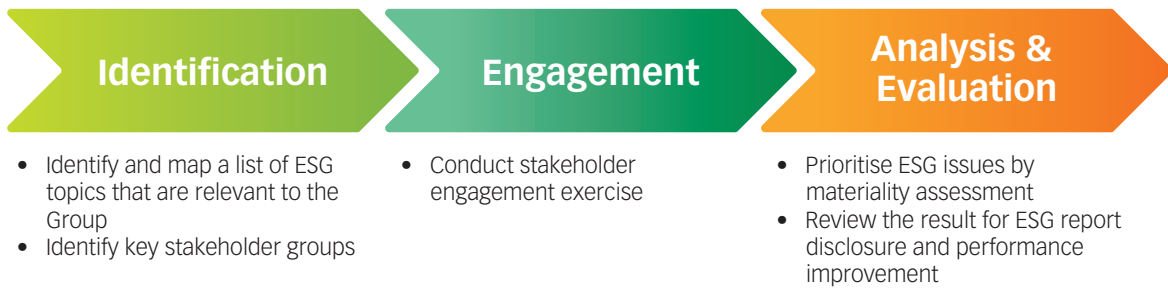 Identification
• Identify and map a list of ESG
topics that are relevant to the
Group
• Identify key stakeholder groups
Engagement
• Conduct stakeholder
engagement exercise
Analysis &
Evaluation
• Prioritise ESG issues by
materiality assessment
• Review the result for ESG report
disclosure and performance
improvement